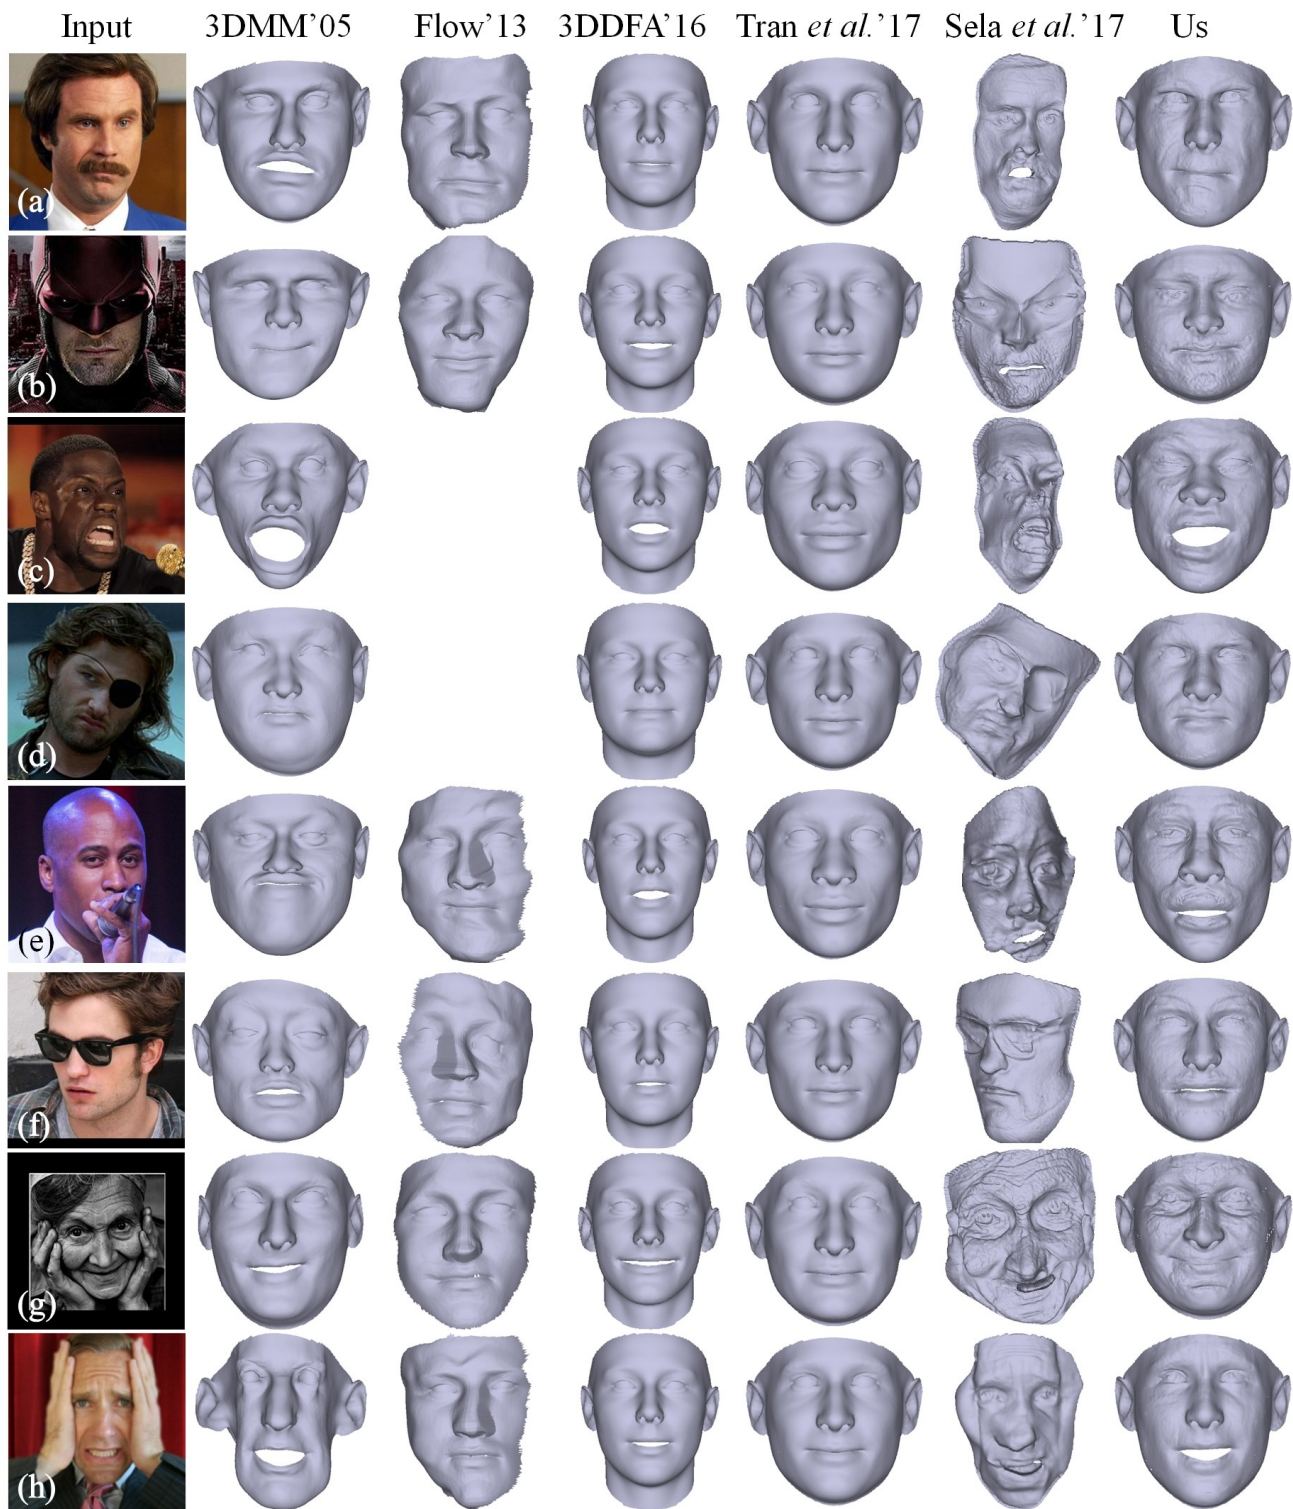 Input 3DMM’05 Flow’13 3DDFA’16 Tran et al.’17 Sela et al.’17 Us
(a)
(b)
(c)
(d)
(e)
(f)
(g)
(h)